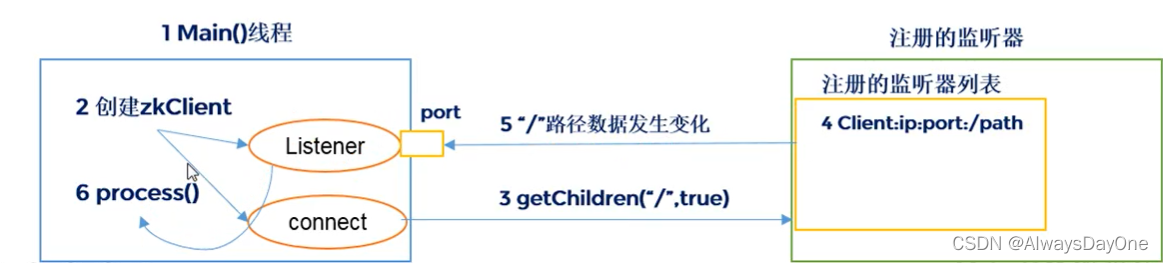 1 Main()线程
注册的监听器
2 创建zkClient
port
5 “/”路径数据发生变化
注册的监听器列表
4 Client:ip:port:/path
Listener
6 process()
3 getChildren(“/”,true)
connect
CSDN @AlwaysDayOne